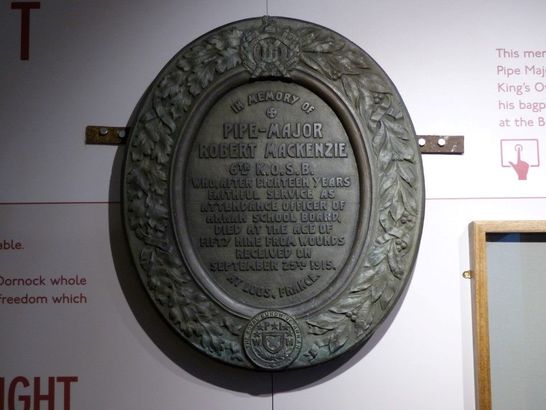 T
IN MEMORY OF
PIPE-MAJOR
ROBERT MACKENZIE
6TH K.O.S.B.
WHO, AFTER EIGHTEEN YEARS
FAITHFUL SERVICE AS
ATTENDANCE OFFICER OF
ANNAN SCHOOL BOARD,
DIED AT THE AGE OF
FIFTY NINE FROM WOUNDS
RECEIVED ON
SEPTEMBER 25TH 1915.
AT LOOS, FRANCE.
This mer
Pipe Maj
King's O
his bagp
at the B
able.
Dornock whole
freedom which
IGHT